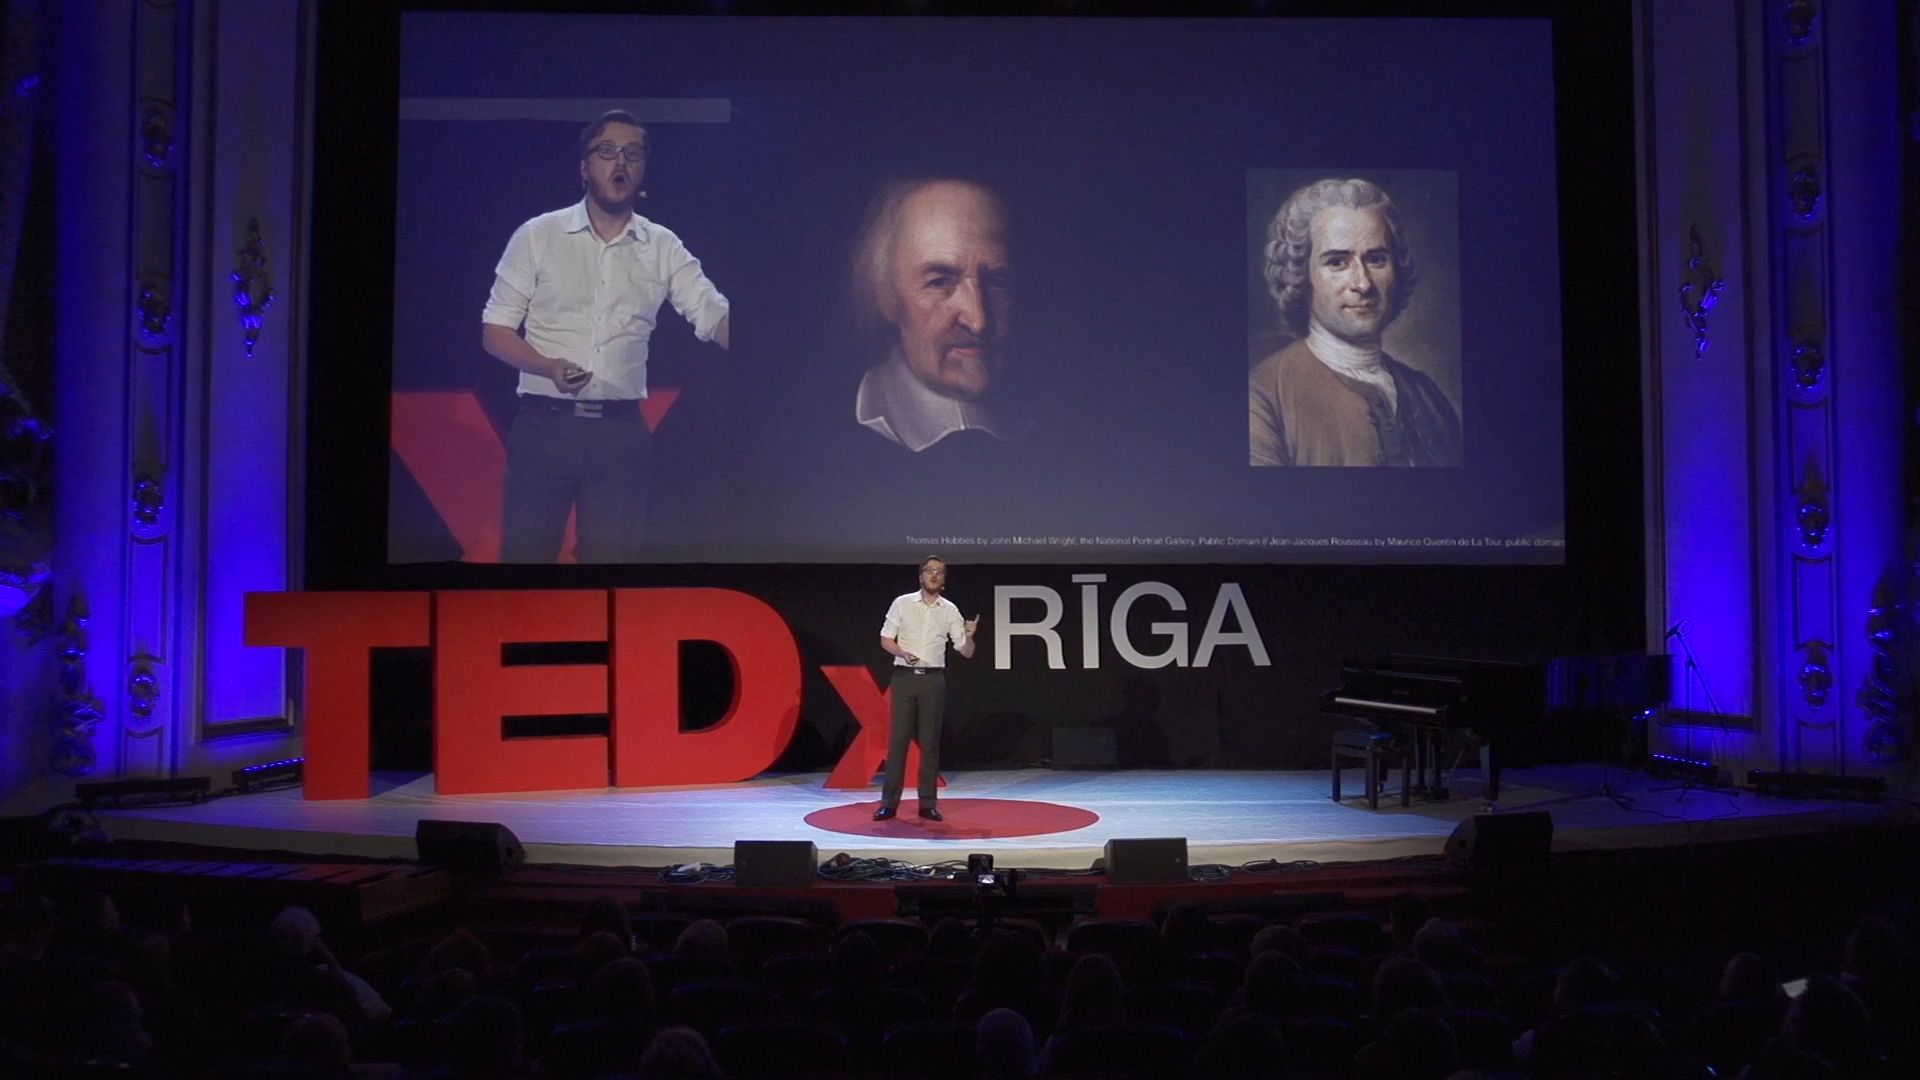 Thomas Hobbes by John Michael Wright, the National Portrait Gallery, Public Domain // Jean-Jacques Rousseau by Maurice Quentin de La Tour, public domain
TEDx RĪGA